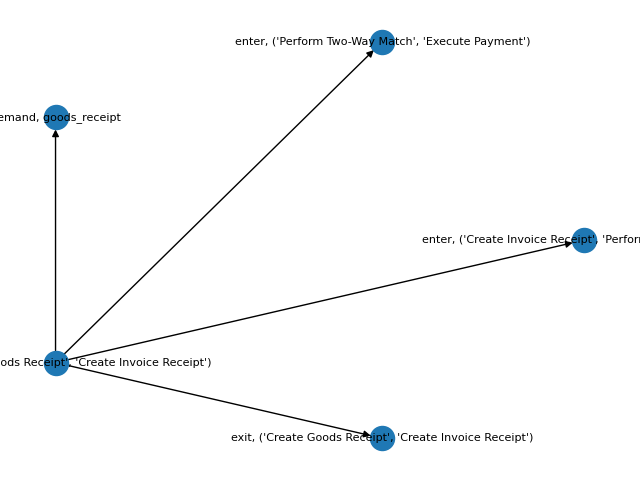 enter, ('Perform Two-Way Match', 'Execute Payment')
emand, goods_receipt
enter, ('Create Invoice Receipt', 'Perfor
ods Receipt', 'Create Invoice Receipt')
exit, ('Create Goods Receipt', 'Create Invoice Receipt')